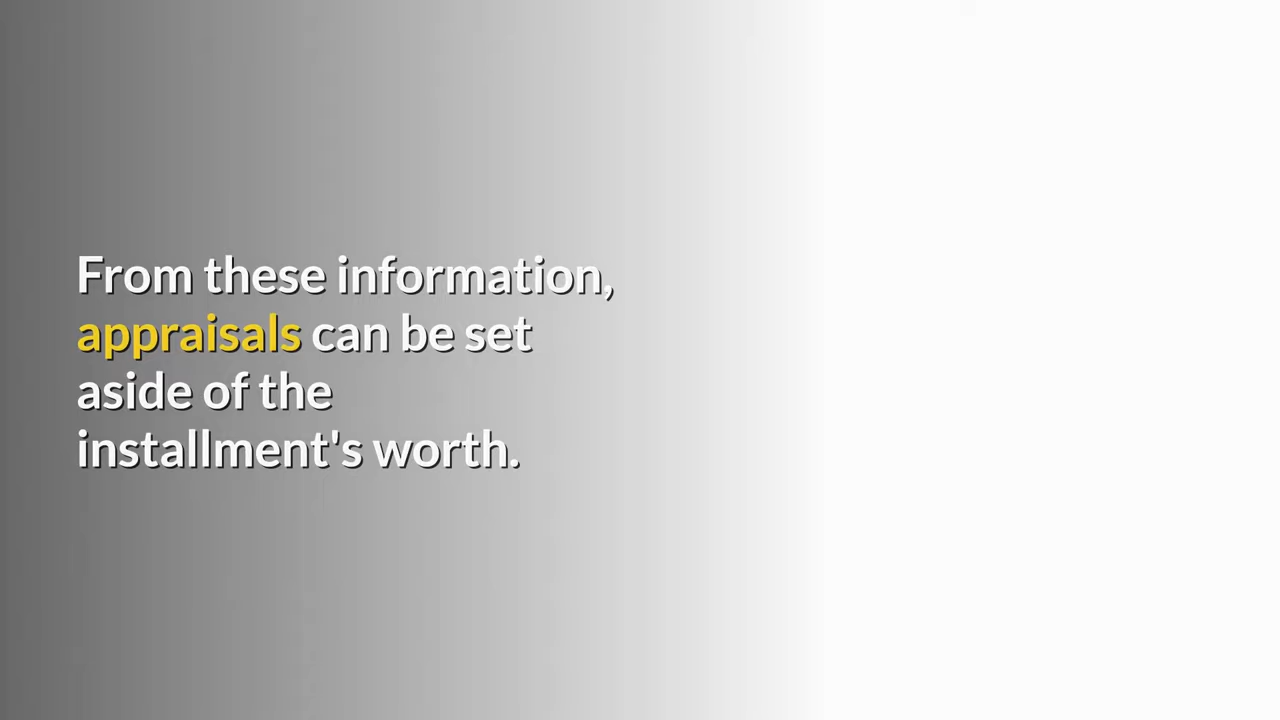 From these information,
appraisals can be set
aside of the
installment's worth.